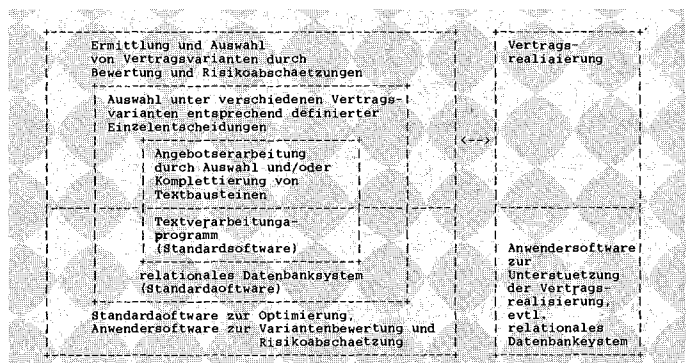 Ermittlung und Auswahl
von Vertragsvarianten durch
Bewertung und Risikoabschaetzungen
Auswahl unter verschiedenen Vertrags-
varianten entsprechend definierter
Einzelentscheidungen
Angebotserarbeitung
durch Auswahl und/oder
Komplettierung von
Textbausteinen
Textverarbeitungs-
programm
(Standardsoftware)
relationales Datenbanksystem
(Standardsoftware)
Standardsoftware zur Optimierung,
Anwendersoftware zur Variantenbewertung und
Risikoabschaetzung
<-->
Vertrags-
realisierung
Anwendersoftware
zur
Unterstuetzung
der Vertrags-
realisierung,
evtl.
relationales
Datenbanksystem